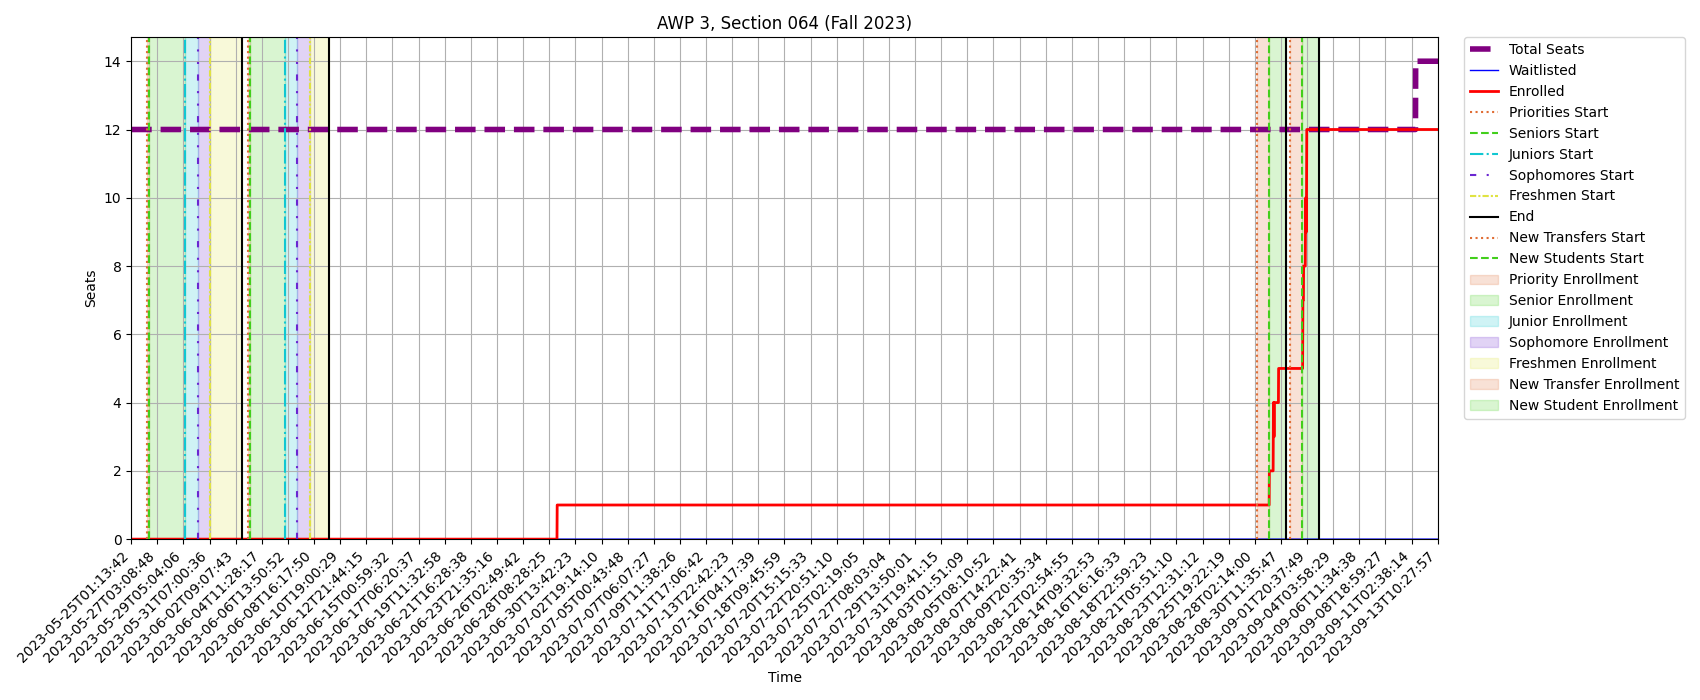 AWP 3, Section 064 (Fall 2023)
Seats
14
12
10
8
6
4
2
0
2023-05-25T01:13:42
2023-05-27T03:08:48
2023-05-29T05:04:06
2023-05-31T07:00:36
2023-06-02T09:07:43
2023-06-04T11:28:17
2023-06-06T13:50:52
2023-06-08T16:17:50
2023-06-10T19:00:29
2023-06-12T21:44:15
2023-06-15T00:59:32
2023-06-17T06:20:37
2023-06-19T11:32:58
2023-06-21T16:28:38
2023-06-23T21:35:16
2023-06-26T02:49:42
2023-06-28T08:28:25
2023-06-30T13:42:23
2023-07-02T19:14:10
2023-07-05T00:43:48
2023-07-07T06:07:27
2023-07-09T11:38:26
2023-07-11T17:06:42
2023-07-13T22:42:23
2023-07-16T04:17:39
2023-07-18T09:45:59
2023-07-20T15:15:33
2023-07-22T20:51:10
2023-07-25T02:19:05
2023-07-27T08:03:04
2023-07-29T13:50:01
2023-07-31T19:41:15
2023-08-03T01:51:09
2023-08-05T08:10:52
2023-08-07T14:22:41
2023-08-09T20:35:34
2023-08-12T02:54:55
2023-08-14T09:32:53
2023-08-16T16:16:33
2023-08-18T22:59:23
2023-08-21T05:51:10
2023-08-23T12:31:12
2023-08-25T19:22:19
2023-08-28T02:14:00
2023-08-30T11:35:47
2023-09-01T20:37:49
2023-09-04T03:58:29
2023-09-06T11:34:38
2023-09-08T18:59:27
2023-09-11T02:38:14
2023-09-13T10:27:57
Time
Total Seats
Waitlisted
Enrolled
Priorities Start
Seniors Start
Juniors Start
Sophomores Start
Freshmen Start
End
New Transfers Start
New Students Start
Priority Enrollment
Senior Enrollment
Junior Enrollment
Sophomore Enrollment
Freshmen Enrollment
New Transfer Enrollment
New Student Enrollment